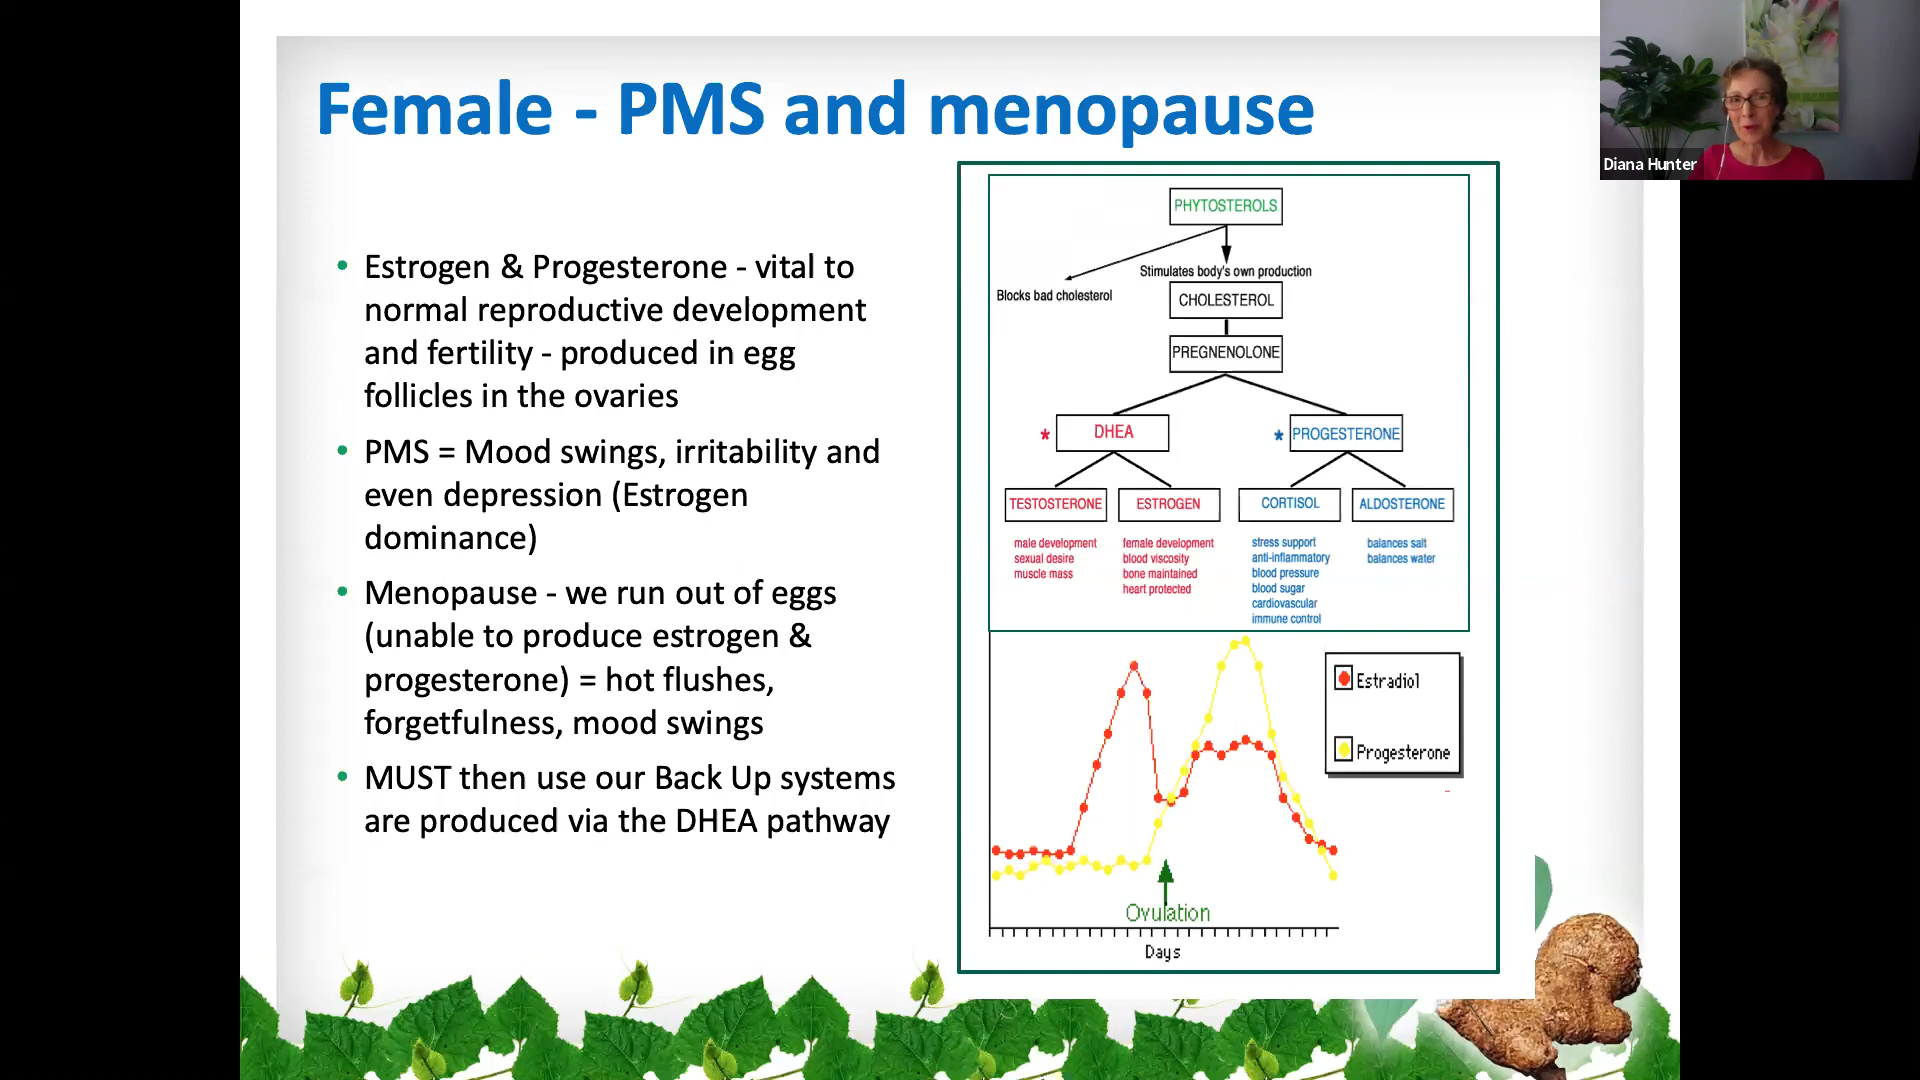 Female - PMS and menopause
Diana Hunter
• Estrogen & Progesterone - vital to
normal reproductive development
and fertility - produced in egg
follicles in the ovaries
• PMS = Mood swings, irritability and
even depression (Estrogen
dominance)
• Menopause - we run out of eggs
(unable to produce estrogen &
progesterone) = hot flushes,
forgetfulness, mood swings
• MUST then use our Back Up systems
are produced via the DHEA pathway
PHYTOSTEROLS
Stimulates body's own production
Blocks bad cholesterol
CHOLESTEROL
PREGNENOLONE
* DHEA
* PROGESTERONE
TESTOSTERONE
ESTROGEN
CORTISOL
ALDOSTERONE
male development
sexual desire
muscle mass
female development
blood viscosity
bone maintained
heart protected
stress support
anti-inflammatory
blood pressure
blood sugar
cardiovascular
immune control
balances salt
balances water
Estradiol
Progesterone
Ovulation
Days